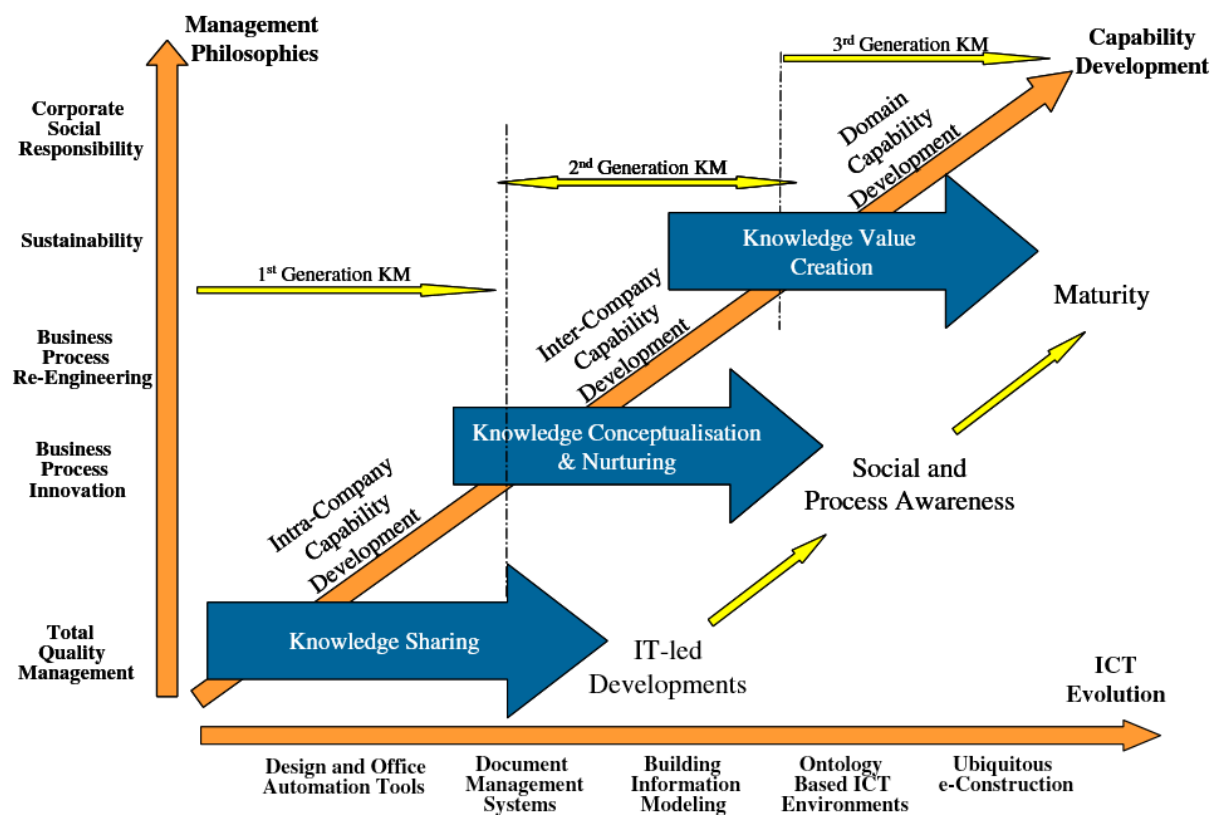 Management
Philosophies
Corporate
Social
Responsibility
Sustainability
Business
Process
Re-Engineering
Business
Process
Innovation
Total
Quality
Management
1st Generation KM
2nd Generation KM
3rd Generation KM
Capability
Development
Domain
Capability
Development
Knowledge Value
Creation
Maturity
Inter-Company
Capability
Development
Knowledge Conceptualisation
& Nurturing
Social and
Process Awareness
Intra-Company
Capability
Development
Knowledge Sharing
IT-led
Developments
ICT
Evolution
Design and Office
Automation Tools
Document
Management
Systems
Building
Information
Modeling
Ontology
Based ICT
Environments
Ubiquitous
e-Construction